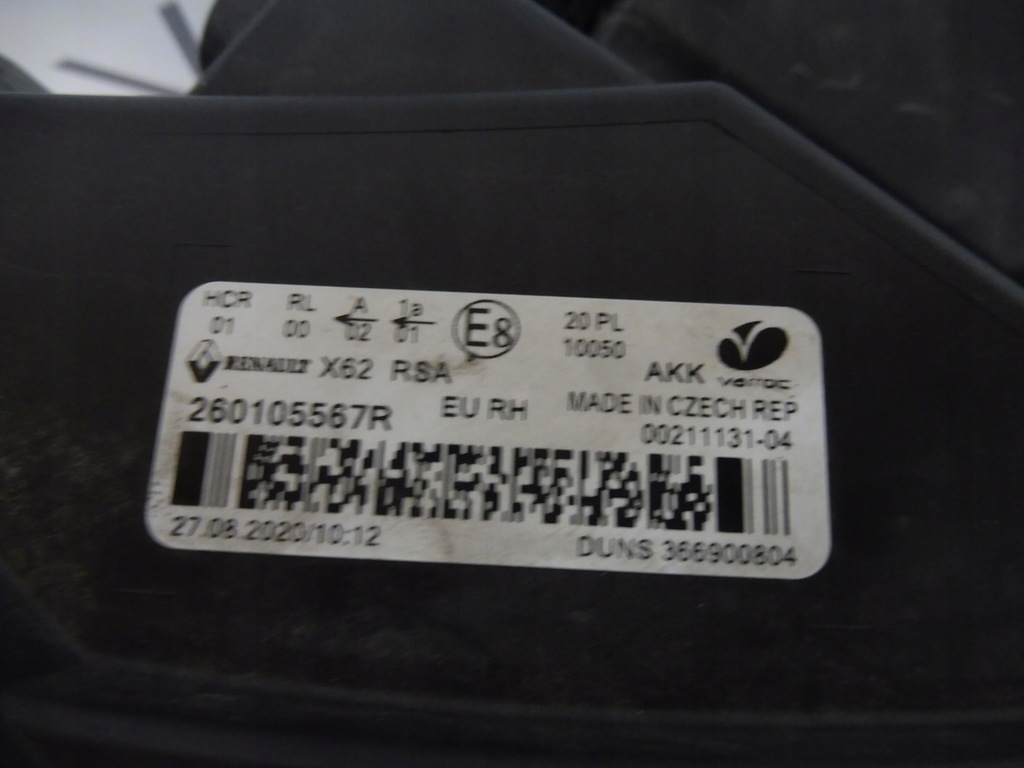 HCR RL A 1a E8 20 PL
01 00 02 01 10050
RENAULT X62 RSA AKK varroc
260105567R EU RH MADE IN CZECH REP
00211131-04
27.08.2020/10:12 DUNS 366900804